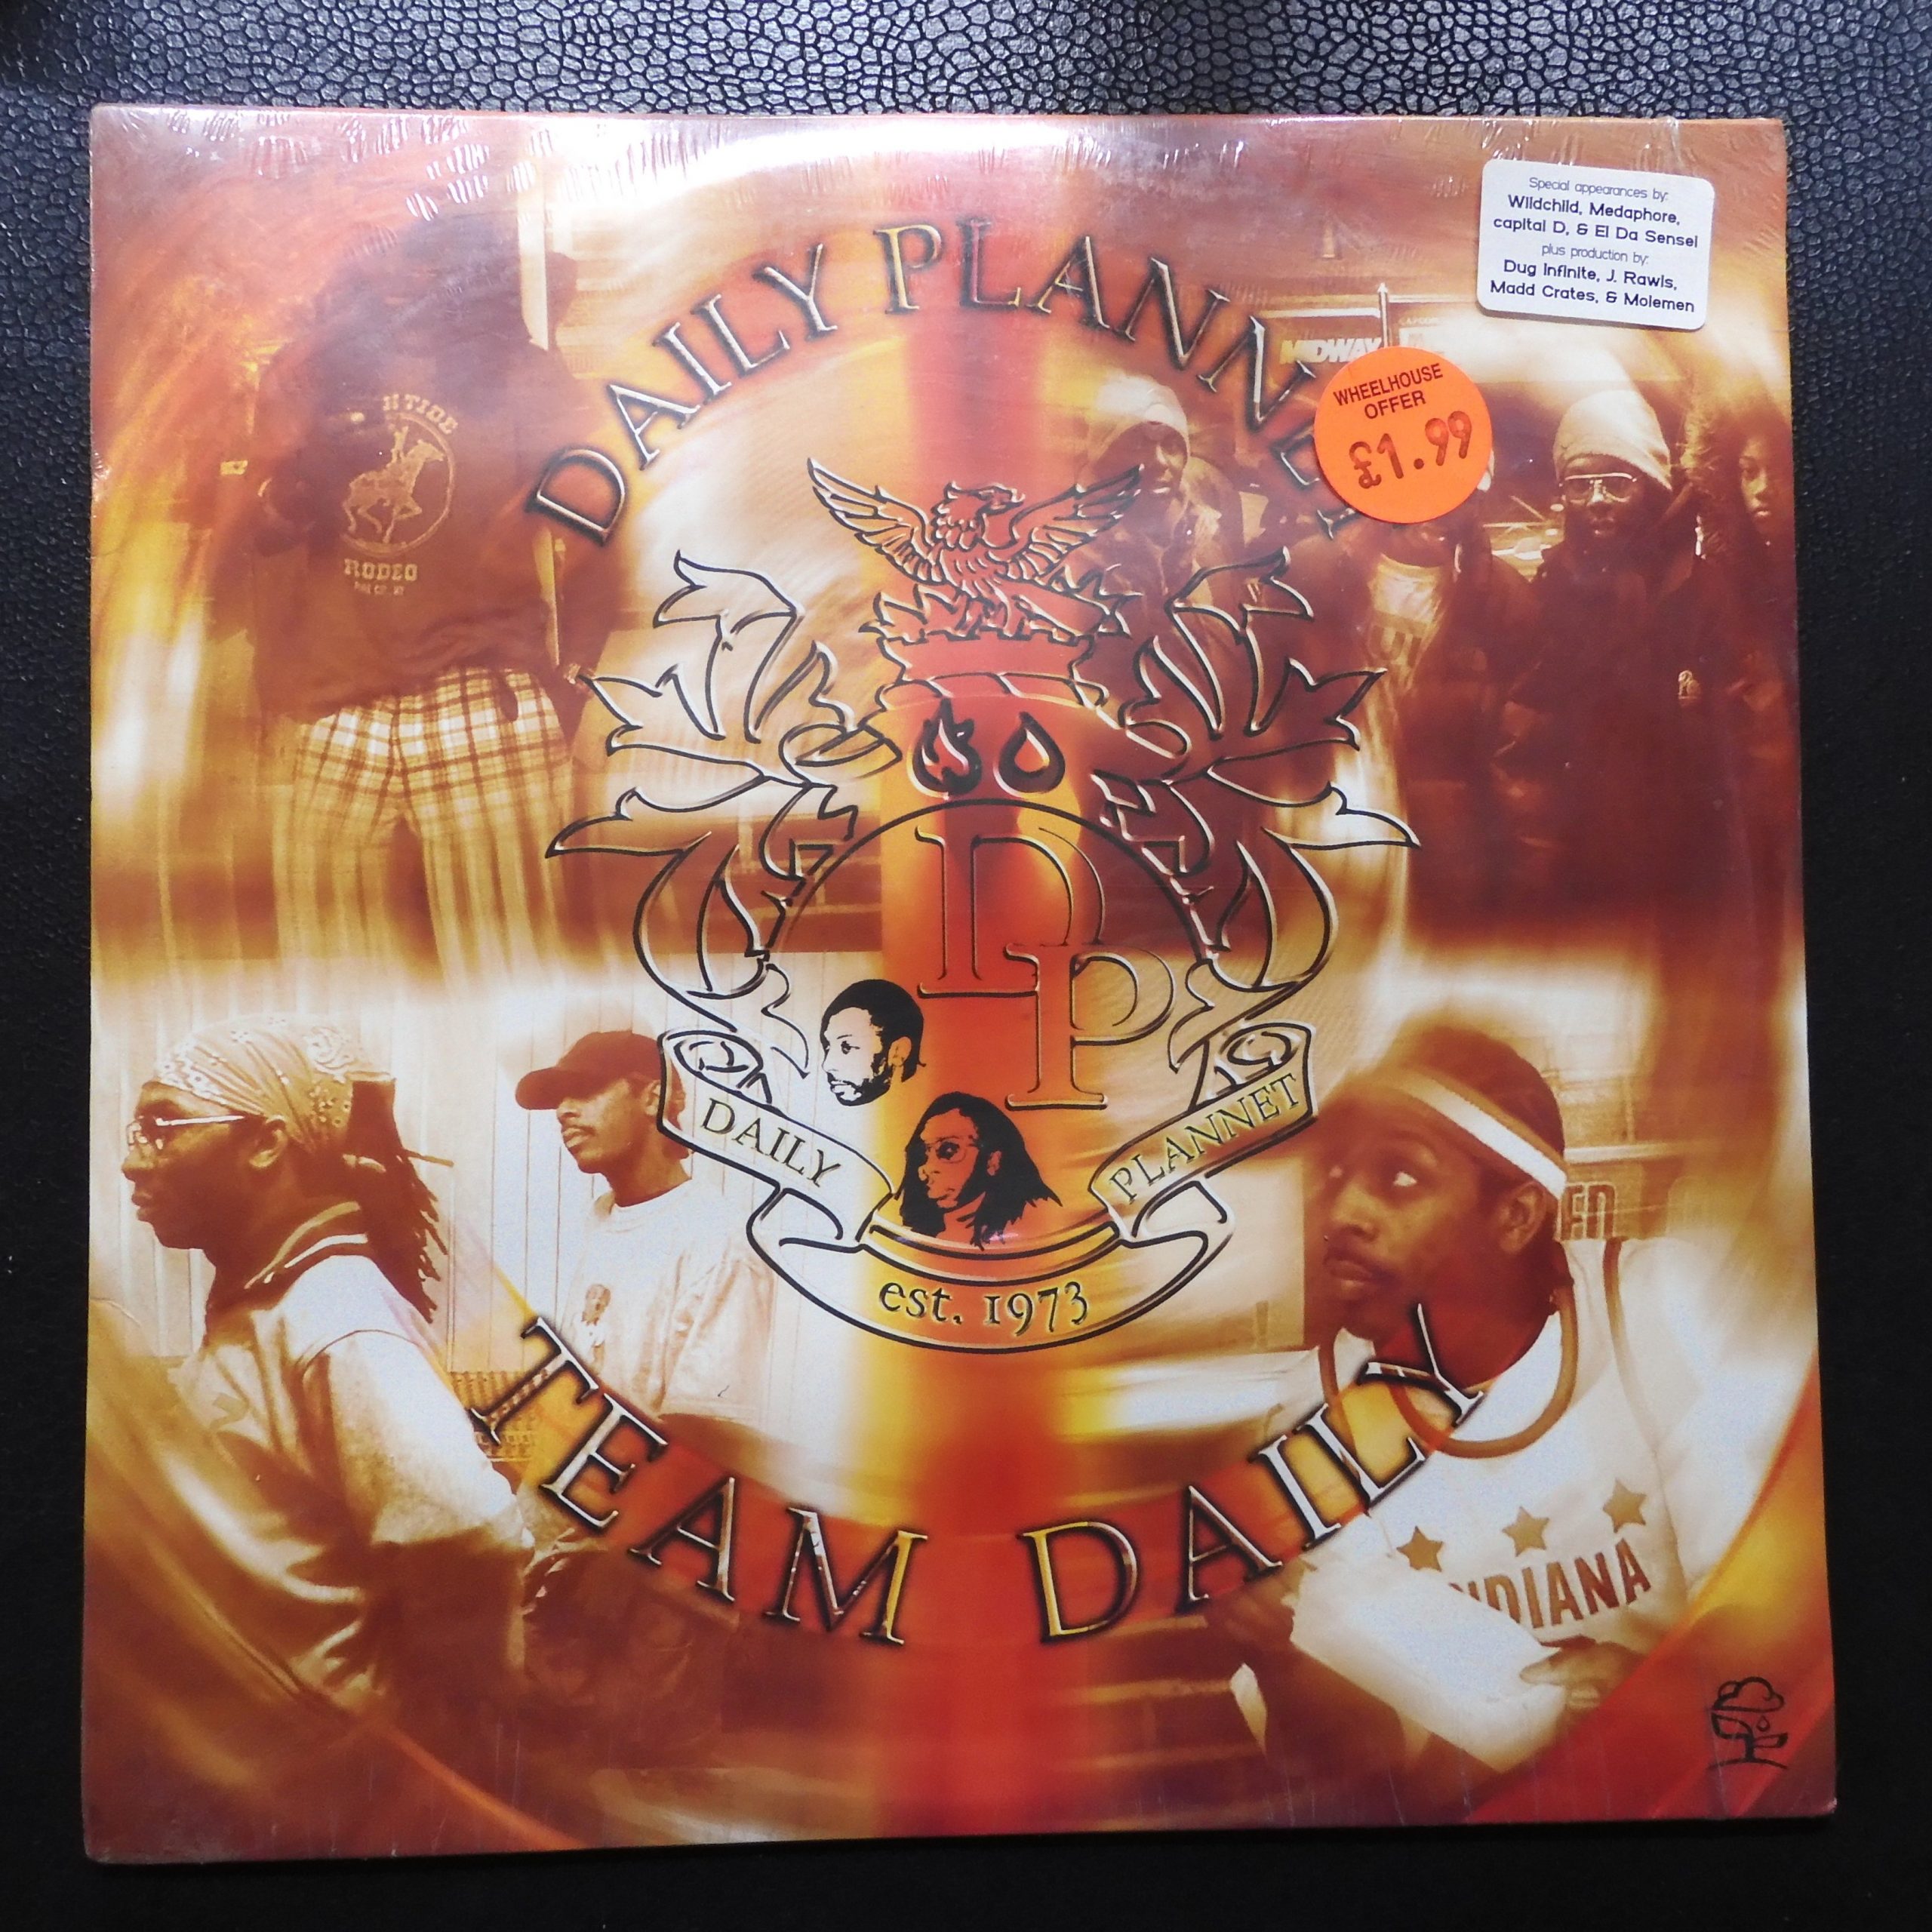 Special appearances by:
Wildchild, Medaphore,
capital D, & El Da Sensei
plus production by:
Dug Infinite, J. Rawls,
Madd Crates, & Molemen
DAILY PLANNET
MIDWAY
WHEELHOUSE
OFFER
£1.99
RODEO
DP
DAILY PLANNET
est. 1973
TEAM DAILY
INDIANA